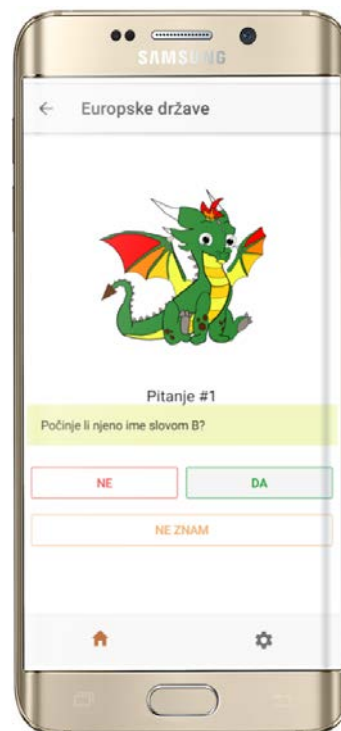 SAMSUNG
Europske države
Pitanje #1
Počinje li njeno ime slovom B?
NE
DA
NE ZNAM